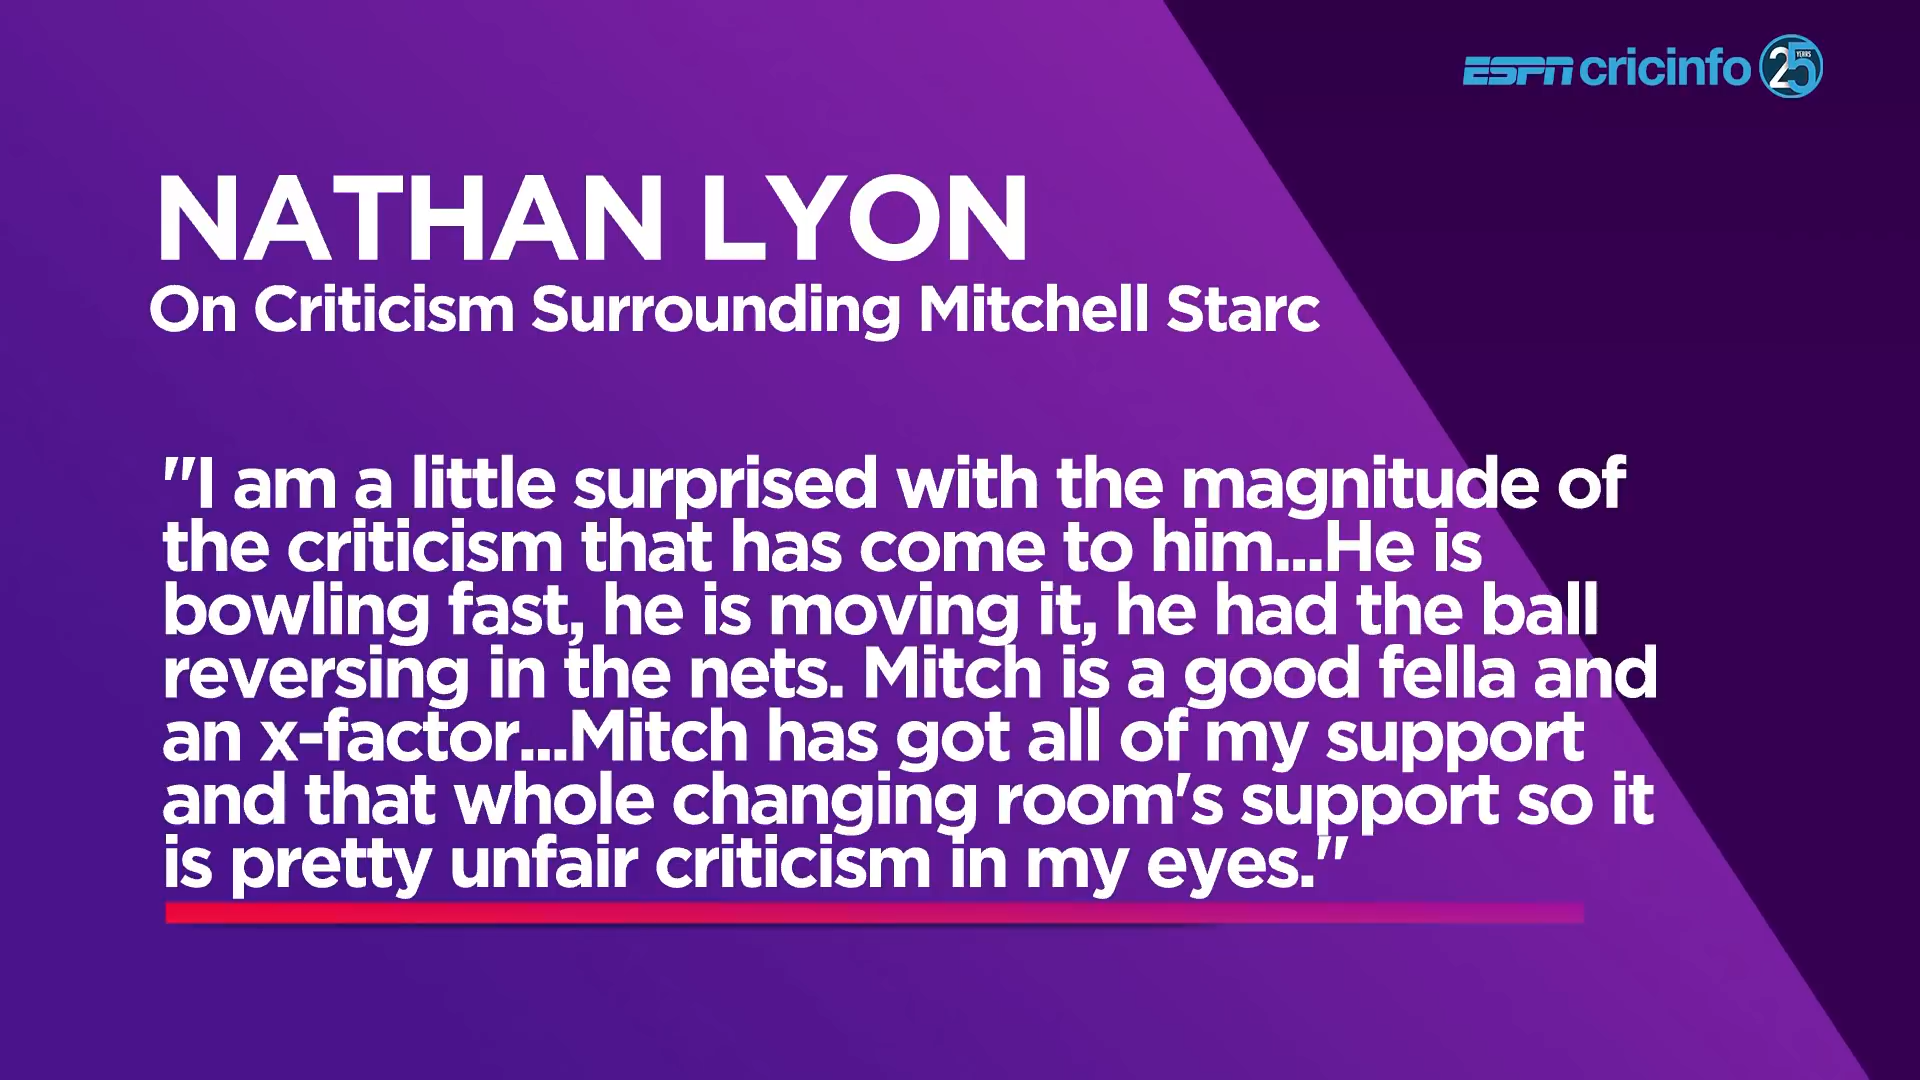 ESPN cricinfo 25 YEARS
NATHAN LYON
On Criticism Surrounding Mitchell Starc
"I am a little surprised with the magnitude of
the criticism that has come to him...He is
bowling fast, he is moving it, he had the ball
reversing in the nets. Mitch is a good fella and
an x-factor...Mitch has got all of my support
and that whole changing room's support so it
is pretty unfair criticism in my eyes."